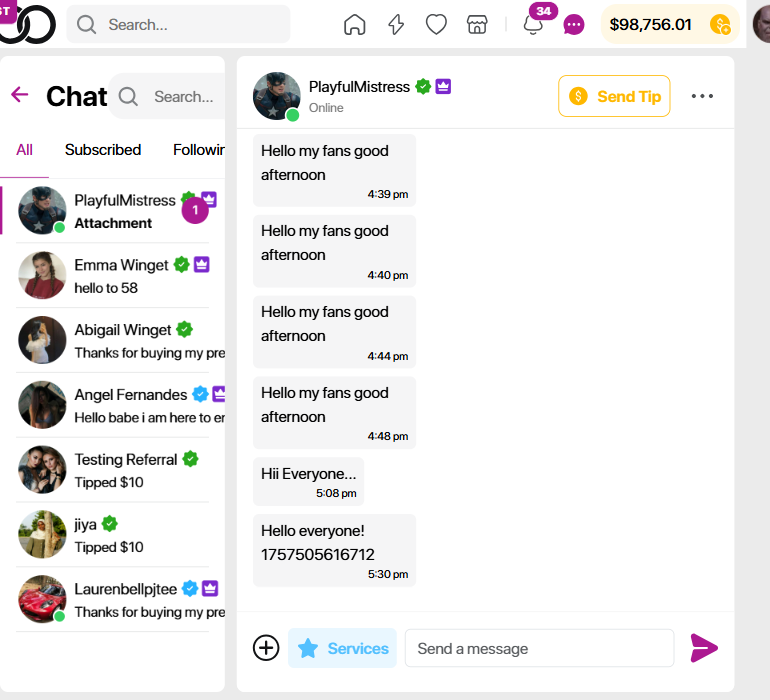 ST
Search...
34
$98,756.01
Chat
Search...
All
Subscribed
Followin
PlayfulMistress
1
Attachment
Emma Winget
hello to 58
Abigail Winget
Thanks for buying my pre
Angel Fernandes
Hello babe i am here to en
Testing Referral
Tipped $10
jiya
Tipped $10
Laurenbellpjtee
Thanks for buying my pre
PlayfulMistress
Online
Send Tip
Hello my fans good
afternoon
4:39 pm
Hello my fans good
afternoon
4:40 pm
Hello my fans good
afternoon
4:44 pm
Hello my fans good
afternoon
4:48 pm
Hii Everyone...
5:08 pm
Hello everyone!
1757505616712
5:30 pm
Services
Send a message